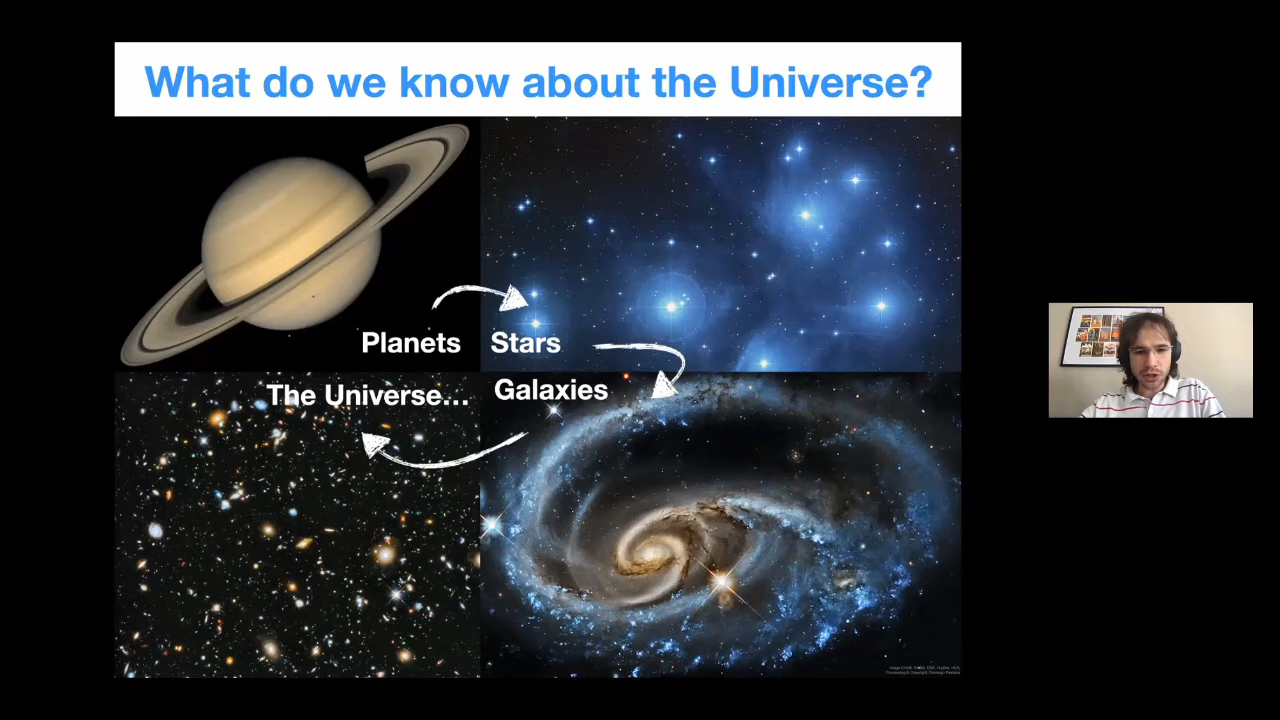 What do we know about the Universe?
Planets
Stars
The Universe...
Galaxies